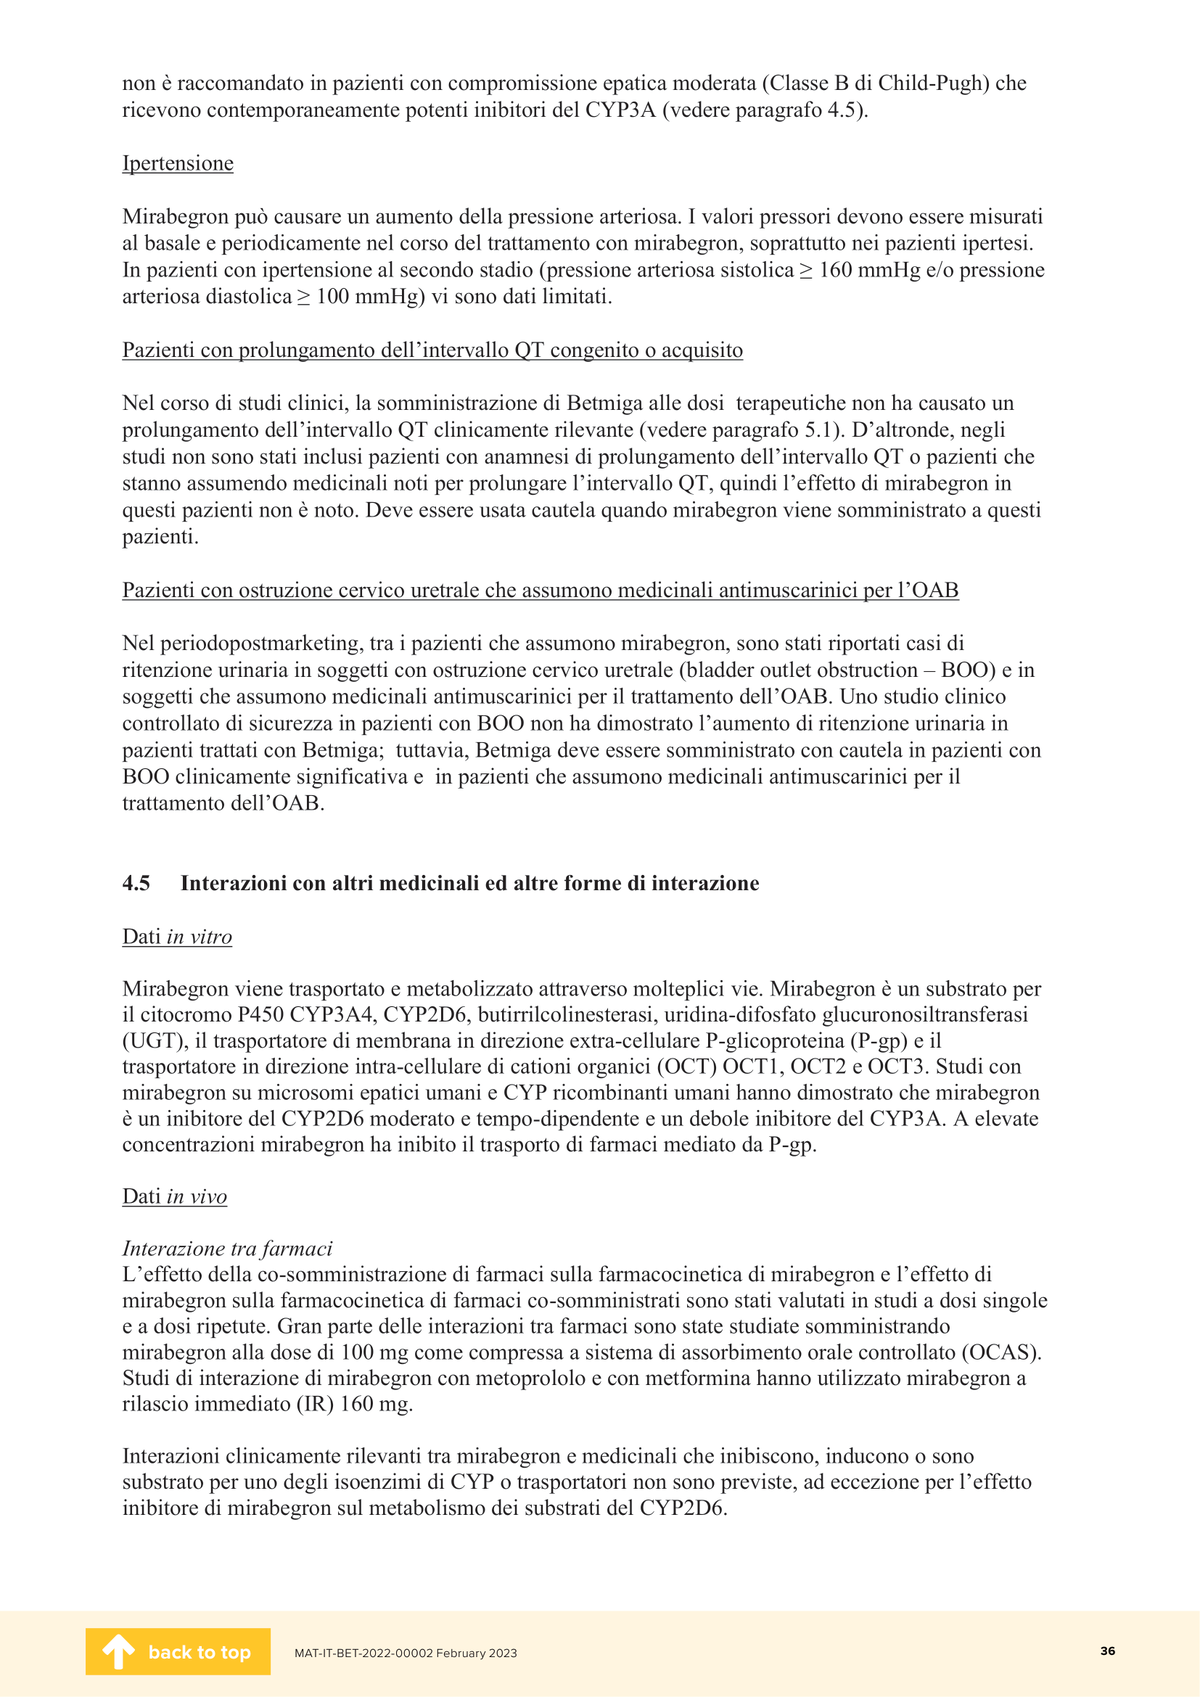 non è raccomandato in pazienti con compromissione epatica moderata (Classe B di Child-Pugh) che
ricevono contemporaneamente potenti inibitori del CYP3A (vedere paragrafo 4.5).
Ipertensione
Mirabegron può causare un aumento della pressione arteriosa. I valori pressori devono essere misurati
al basale e periodicamente nel corso del trattamento con mirabegron, soprattutto nei pazienti ipertesi.
In pazienti con ipertensione al secondo stadio (pressione arteriosa sistolica ≥ 160 mmHg e/o pressione
arteriosa diastolica ≥ 100 mmHg) vi sono dati limitati.
Pazienti con prolungamento dell’intervallo QT congenito o acquisito
Nel corso di studi clinici, la somministrazione di Betmiga alle dosi  terapeutiche non ha causato un
prolungamento dell’intervallo QT clinicamente rilevante (vedere paragrafo 5.1). D’altronde, negli
studi non sono stati inclusi pazienti con anamnesi di prolungamento dell’intervallo QT o pazienti che
stanno assumendo medicinali noti per prolungare l’intervallo QT, quindi l’effetto di mirabegron in
questi pazienti non è noto. Deve essere usata cautela quando mirabegron viene somministrato a questi
pazienti.
Pazienti con ostruzione cervico uretrale che assumono medicinali antimuscarinici per l’OAB
Nel periodopostmarketing, tra i pazienti che assumono mirabegron, sono stati riportati casi di
ritenzione urinaria in soggetti con ostruzione cervico uretrale (bladder outlet obstruction – BOO) e in
soggetti che assumono medicinali antimuscarinici per il trattamento dell’OAB. Uno studio clinico
controllato di sicurezza in pazienti con BOO non ha dimostrato l’aumento di ritenzione urinaria in
pazienti trattati con Betmiga;  tuttavia, Betmiga deve essere somministrato con cautela in pazienti con
BOO clinicamente significativa e  in pazienti che assumono medicinali antimuscarinici per il
trattamento dell’OAB.
4.5 Interazioni con altri medicinali ed altre forme di interazione
Dati in vitro
Mirabegron viene trasportato e metabolizzato attraverso molteplici vie. Mirabegron è un substrato per
il citocromo P450 CYP3A4, CYP2D6, butirrilcolinesterasi, uridina-difosfato glucuronosiltransferasi
(UGT), il trasportatore di membrana in direzione extra-cellulare P-glicoproteina (P-gp) e il
trasportatore in direzione intra-cellulare di cationi organici (OCT) OCT1, OCT2 e OCT3. Studi con
mirabegron su microsomi epatici umani e CYP ricombinanti umani hanno dimostrato che mirabegron
è un inibitore del CYP2D6 moderato e tempo-dipendente e un debole inibitore del CYP3A. A elevate
concentrazioni mirabegron ha inibito il trasporto di farmaci mediato da P-gp.
Dati in vivo
Interazione tra farmaci
L’effetto della co-somministrazione di farmaci sulla farmacocinetica di mirabegron e l’effetto di
mirabegron sulla farmacocinetica di farmaci co-somministrati sono stati valutati in studi a dosi singole
e a dosi ripetute. Gran parte delle interazioni tra farmaci sono state studiate somministrando
mirabegron alla dose di 100 mg come compressa a sistema di assorbimento orale controllato (OCAS).
Studi di interazione di mirabegron con metoprololo e con metformina hanno utilizzato mirabegron a
rilascio immediato (IR) 160 mg.
Interazioni clinicamente rilevanti tra mirabegron e medicinali che inibiscono, inducono o sono
substrato per uno degli isoenzimi di CYP o trasportatori non sono previste, ad eccezione per l’effetto
inibitore di mirabegron sul metabolismo dei substrati del CYP2D6.
back to top
MAT-IT-BET-2022-00002 February 2023
36